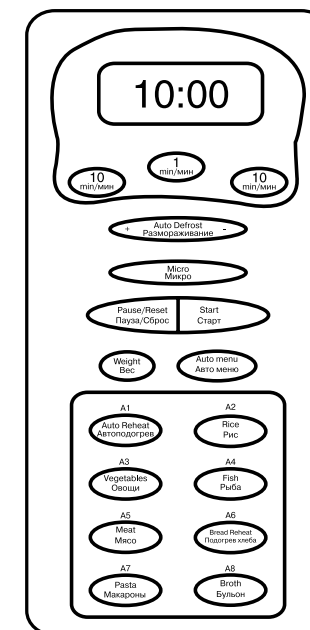 10:00
10
min/мин
1
min/мин
10
min/мин
+ Auto Defrost -
Размораживание
Micro
Микро
Pause/Reset
Пауза/Сброс
Start
Старт
Weight
Вес
Auto menu
Авто меню
A1
Auto Reheat
Автоподогрев
A2
Rice
Рис
A3
Vegetables
Овощи
A4
Fish
Рыба
A5
Meat
Мясо
A6
Bread Reheat
Подогрев хлеба
A7
Pasta
Макароны
A8
Broth
Бульон